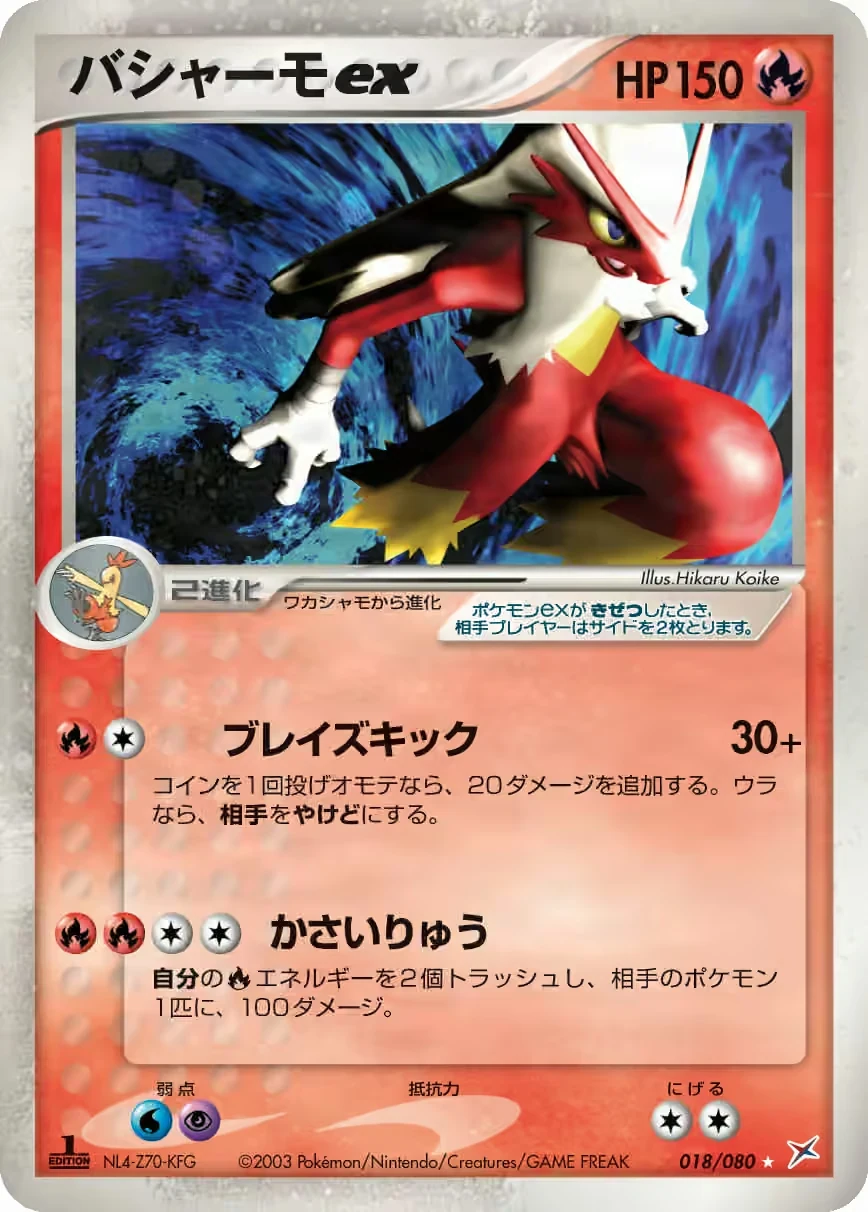 バシャーモex HP150
Illus.Hikaru Koike
己進化 ワカシャモから進化
ポケモンexがきぜつしたとき、
相手プレイヤーはサイドを2枚とります。
ブレイズキック 30+
コインを1回投げオモテなら、20ダメージを追加する。ウラ
なら、相手をやけどにする。
かさいりゅう
自分のエネルギーを2個トラッシュし、相手のポケモン
1匹に、100ダメージ。
弱点 抵抗力 にげる
1 EDITION NL4-Z70-KFG ©2003 Pokémon/Nintendo/Creatures/GAME FREAK 018/080 ★